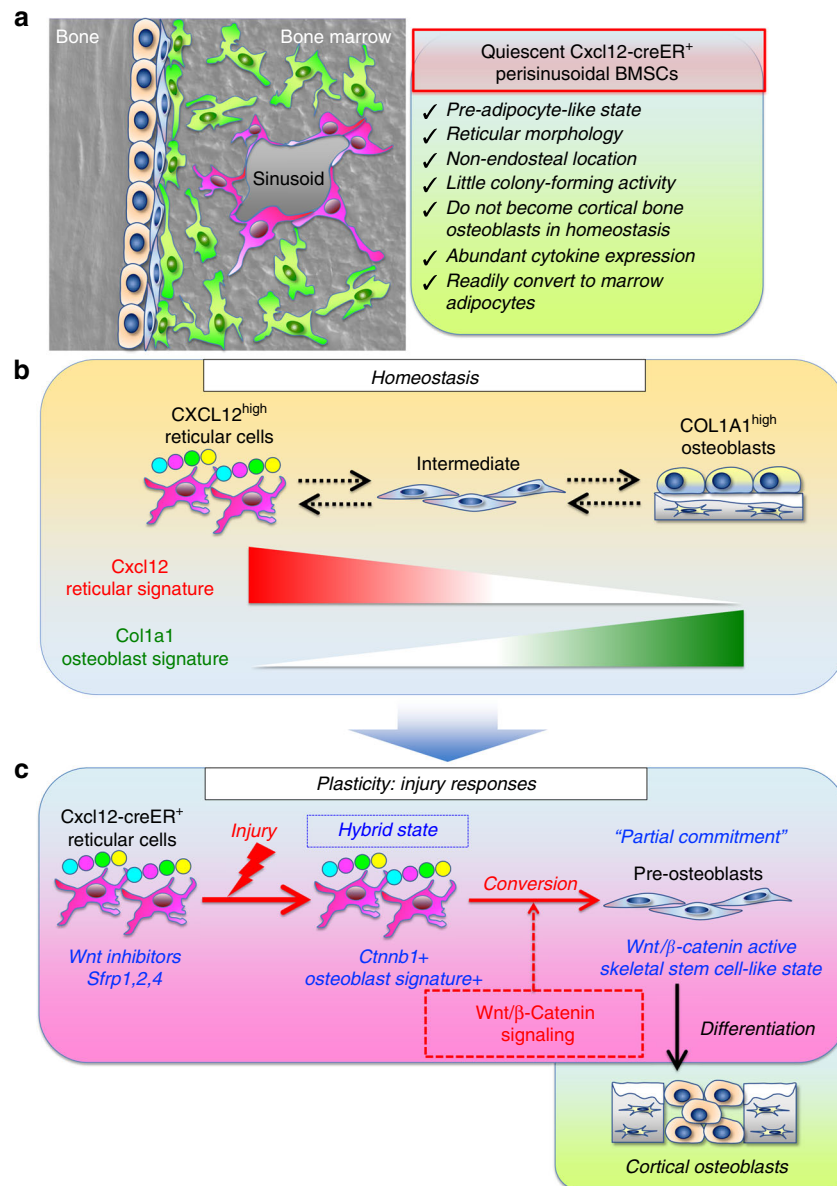 a
Bone
Bone marrow
Sinusoid
Quiescent Cxcl12-creER⁺
perisinusoidal BMSCs
✓ Pre-adipocyte-like state
✓ Reticular morphology
✓ Non-endosteal location
✓ Little colony-forming activity
✓ Do not become cortical bone
osteoblasts in homeostasis
✓ Abundant cytokine expression
✓ Readily convert to marrow
adipocytes
b
Homeostasis
CXCL12ʰⁱᵍʰ
reticular cells
Intermediate
COL1A1ʰⁱᵍʰ
osteoblasts
Cxcl12
reticular signature
Col1a1
osteoblast signature
c
Plasticity: injury responses
Cxcl12-creER⁺
reticular cells
Injury
Hybrid state
"Partial commitment"
Conversion
Pre-osteoblasts
Wnt inhibitors
Sfrp1,2,4
Ctnnb1+
osteoblast signature+
Wnt/β-catenin active
skeletal stem cell-like state
Wnt/β-Catenin
signaling
Differentiation
Cortical osteoblasts